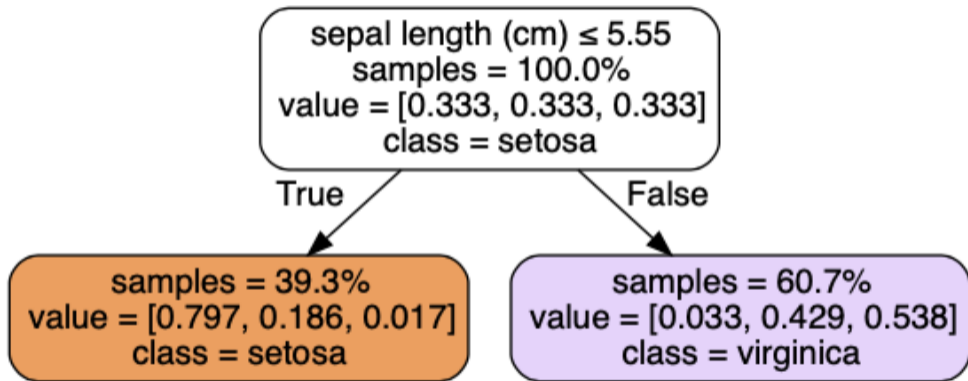 sepal length (cm) ≤ 5.55
samples = 100.0%
value = [0.333, 0.333, 0.333]
class = setosa
True
False
samples = 39.3%
value = [0.797, 0.186, 0.017]
class = setosa
samples = 60.7%
value = [0.033, 0.429, 0.538]
class = virginica